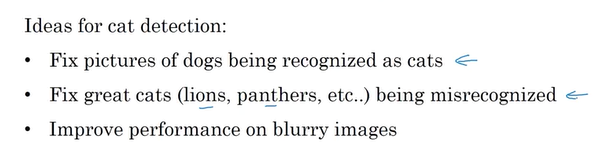 Ideas for cat detection:
• Fix pictures of dogs being recognized as cats
• Fix great cats (lions, panthers, etc..) being misrecognized
• Improve performance on blurry images